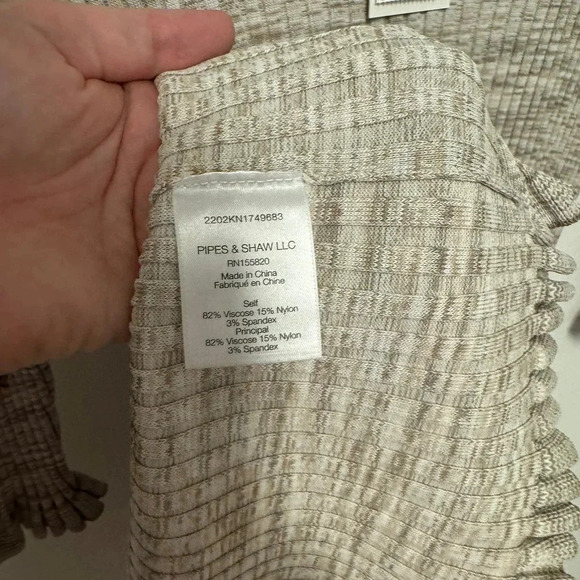 2202KN1749683
PIPES & SHAW LLC
RN155820
Made in China
Fabriqué en Chine
Self
82% Viscose 15% Nylon
3% Spandex
Principal
82% Viscose 15% Nylon
3% Spandex